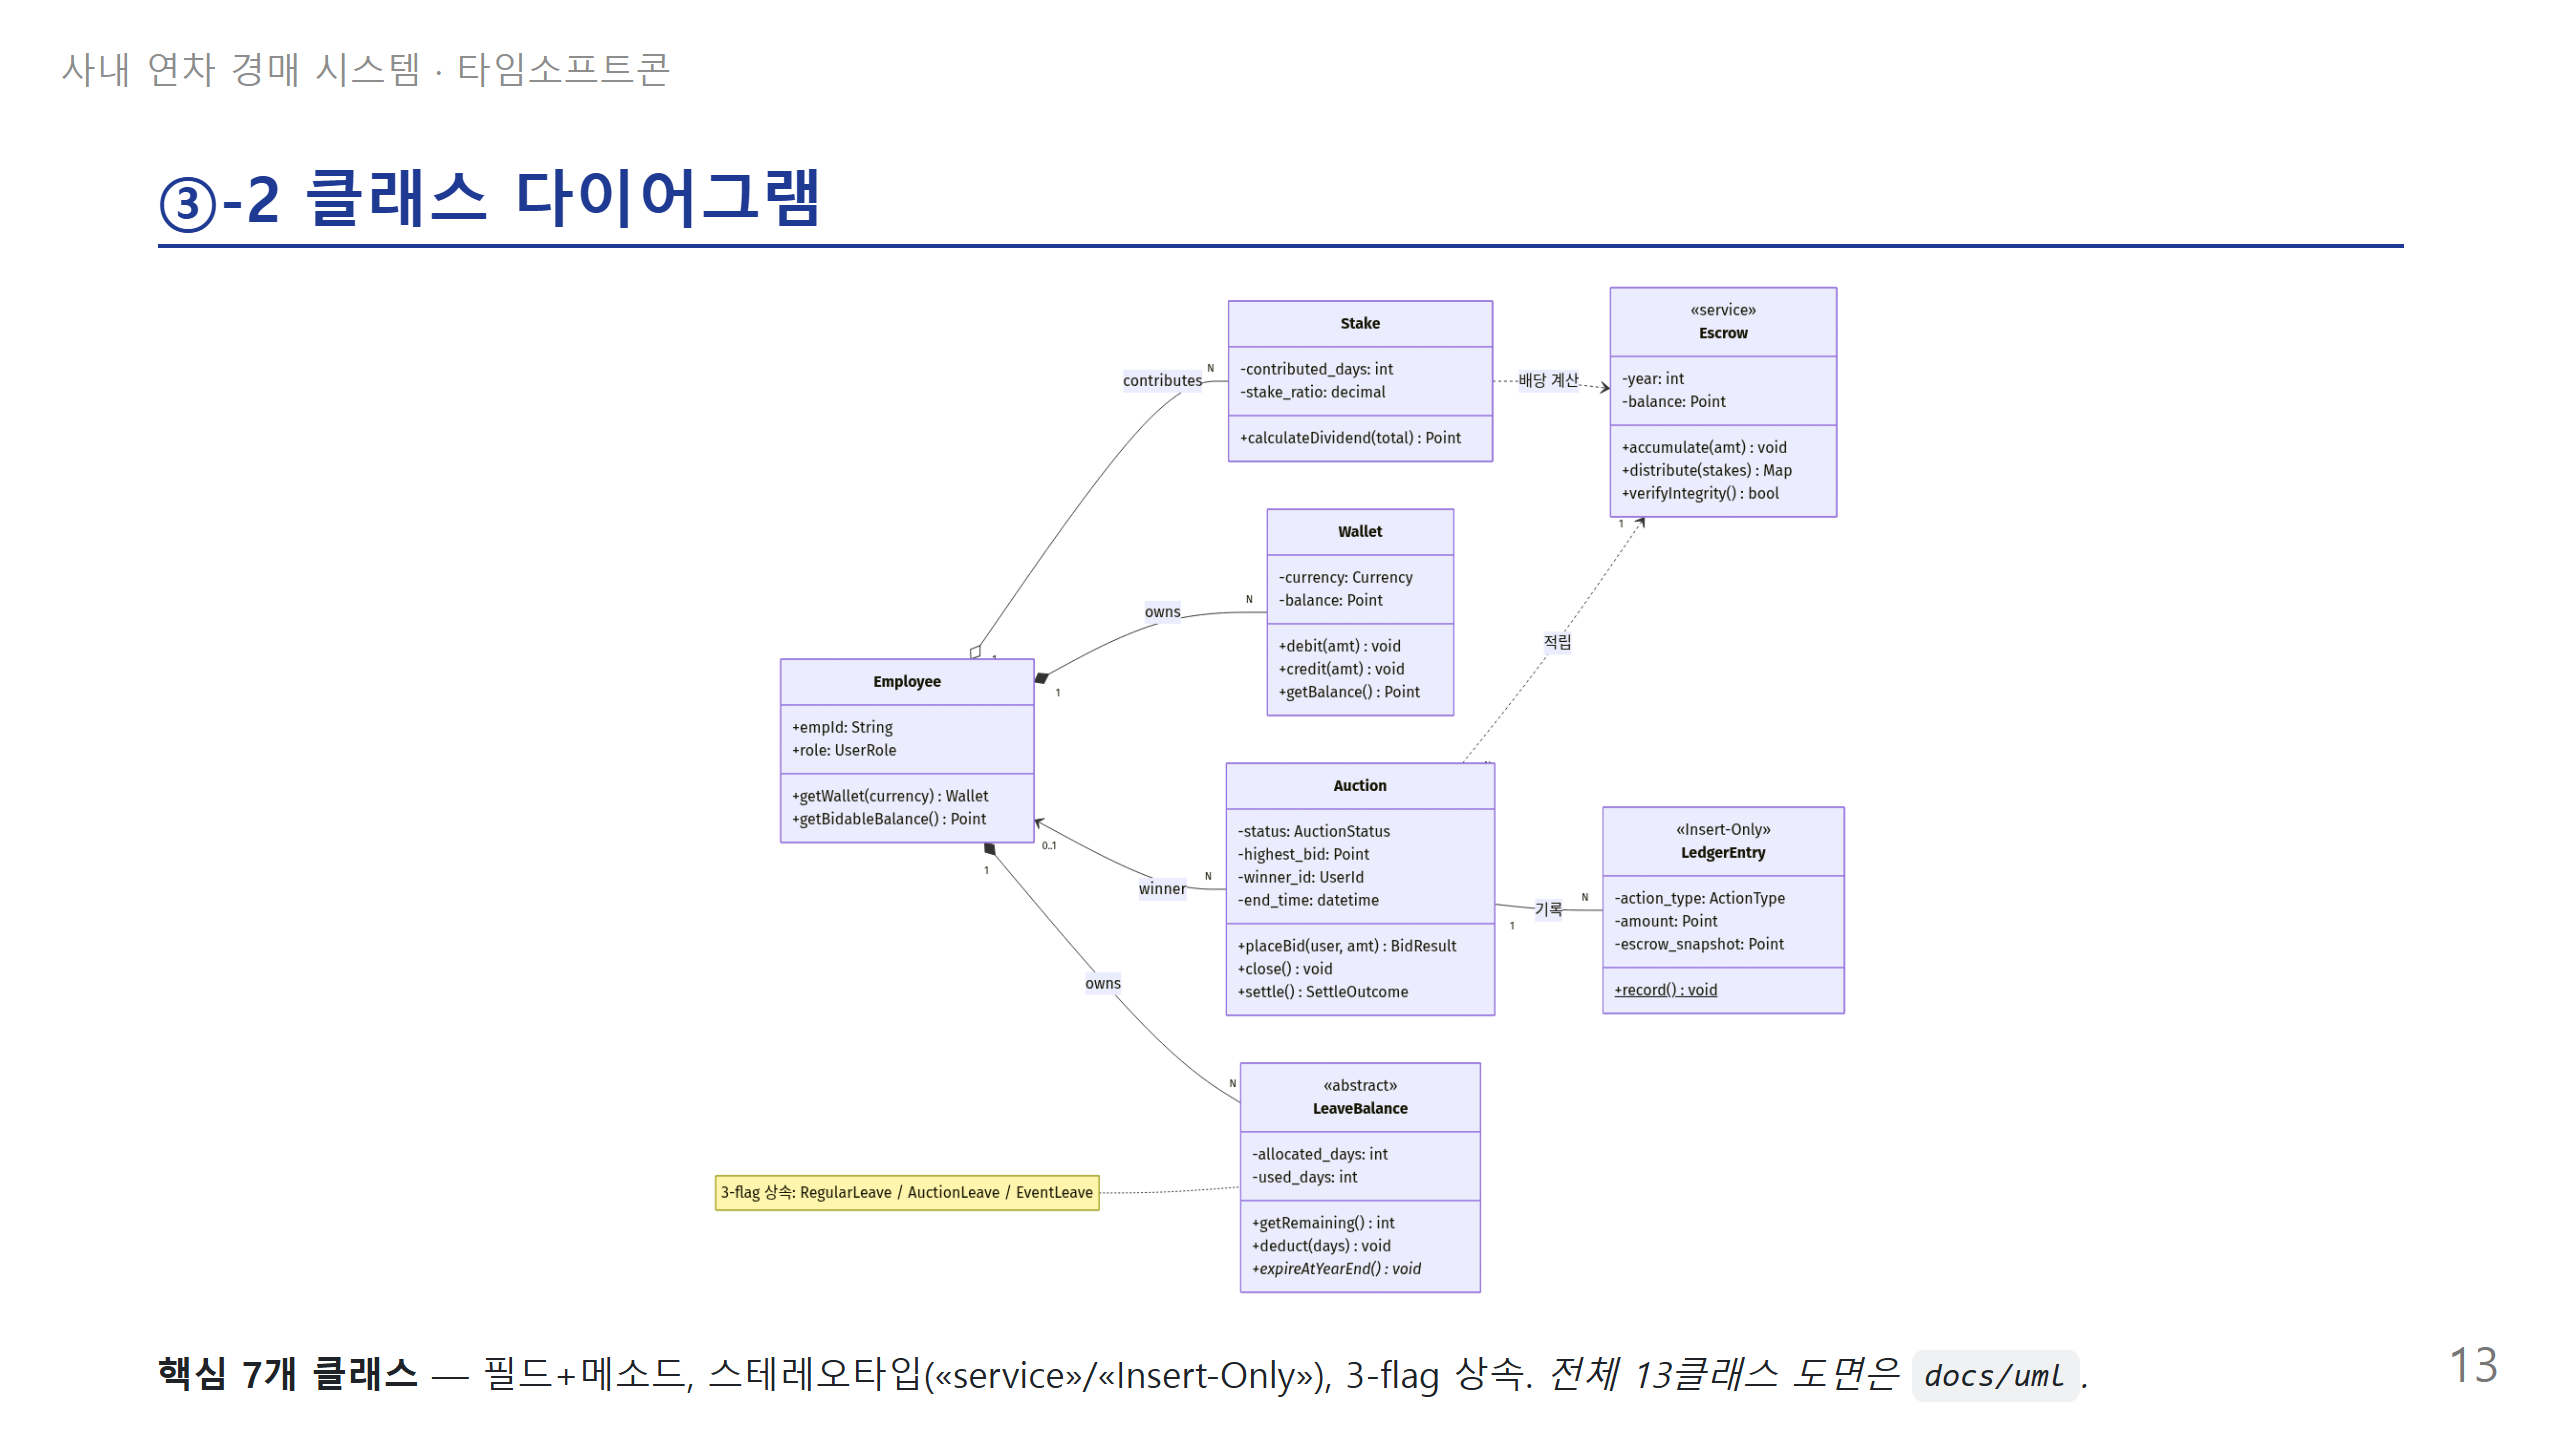 사내 연차 경매 시스템 · 타임소프트콘
③-2 클래스 다이어그램
Stake
-contributed_days: int
-stake_ratio: decimal
+calculateDividend(total) : Point
«service»
Escrow
-year: int
-balance: Point
+accumulate(amt) : void
+distribute(stakes) : Map
+verifyIntegrity() : bool
contributes
N
배당 계산
1
Wallet
-currency: Currency
-balance: Point
+debit(amt) : void
+credit(amt) : void
+getBalance() : Point
owns
N
1
적립
Employee
+empId: String
+role: UserRole
+getWallet(currency) : Wallet
+getBidableBalance() : Point
Auction
-status: AuctionStatus
-highest_bid: Point
-winner_id: UserId
-end_time: datetime
+placeBid(user, amt) : BidResult
+close() : void
+settle() : SettleOutcome
0..1
winner
N
1
기록
N
«Insert-Only»
LedgerEntry
-action_type: ActionType
-amount: Point
-escrow_snapshot: Point
+record() : void
1
owns
N
«abstract»
LeaveBalance
-allocated_days: int
-used_days: int
+getRemaining() : int
+deduct(days) : void
+expireAtYearEnd() : void
3-flag 상속: RegularLeave / AuctionLeave / EventLeave
핵심 7개 클래스 — 필드+메소드, 스테레오타입(«service»/«Insert-Only»), 3-flag 상속. 전체 13클래스 도면은 docs/uml.
13